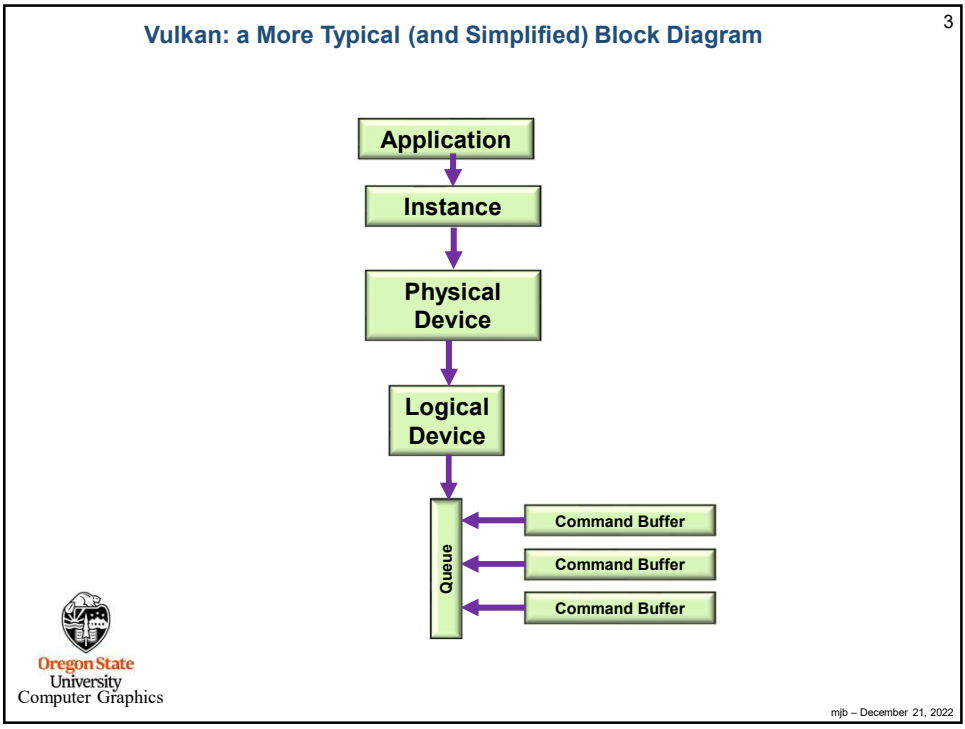 3
Vulkan: a More Typical (and Simplified) Block Diagram
Application
Instance
Physical
Device
Logical
Device
Queue
Command Buffer
Command Buffer
Command Buffer
Oregon State
University
Computer Graphics
mjb – December 21, 2022